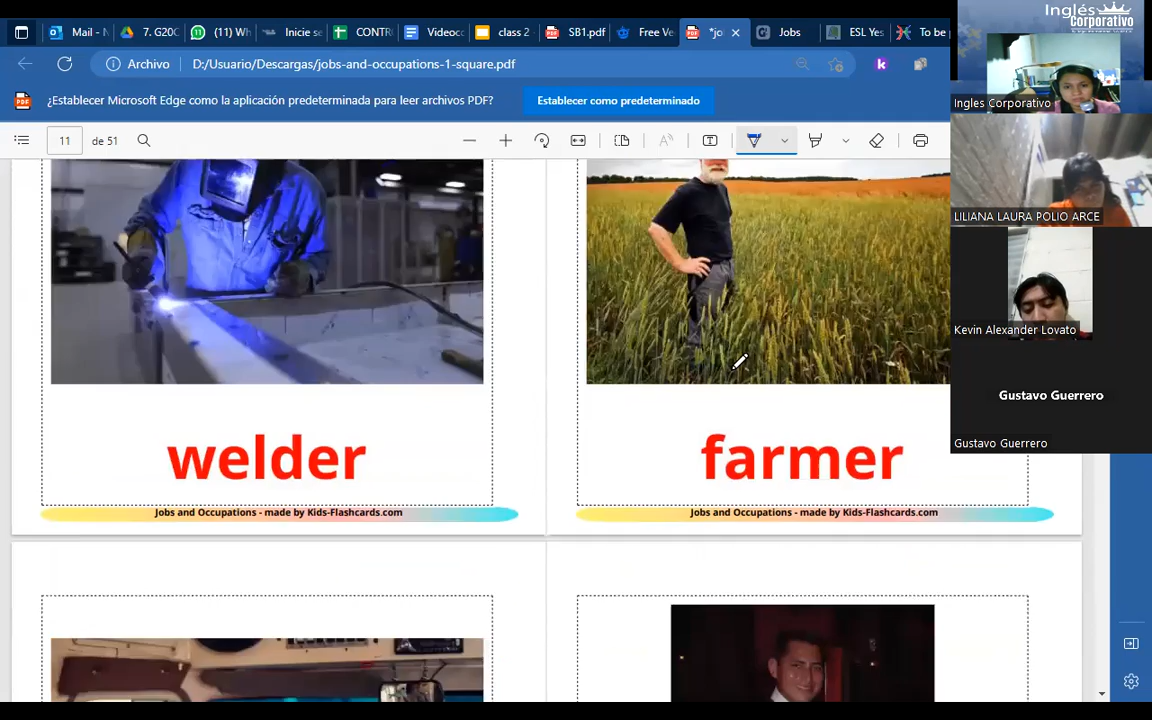 Mail - N
7. G20C
(11) Wh
Inicie se
CONTR
Videoco
class 2
SB1.pdf
Free Ve
*jo
Jobs
ESL Yes
To be p
Archivo
D:/Usuario/Descargas/jobs-and-occupations-1-square.pdf
¿Establecer Microsoft Edge como la aplicación predeterminada para leer archivos PDF?
Establecer como predeterminado
11
de 51
Inglés
Corporativo
Ingles Corporativo
LILIANA LAURA POLIO ARCE
Kevin Alexander Lovato
Gustavo Guerrero
Gustavo Guerrero
welder
farmer
Jobs and Occupations - made by Kids-Flashcards.com
Jobs and Occupations - made by Kids-Flashcards.com